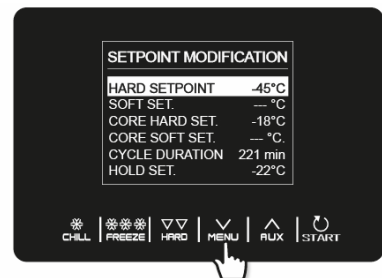 SETPOINT MODIFICATION
HARD SETPOINT -45°C
SOFT SET. --- °C
CORE HARD SET. -18°C
CORE SOFT SET. --- °C.
CYCLE DURATION 221 min
HOLD SET. -22°C
CHILL FREEZE HARD MENU AUX START